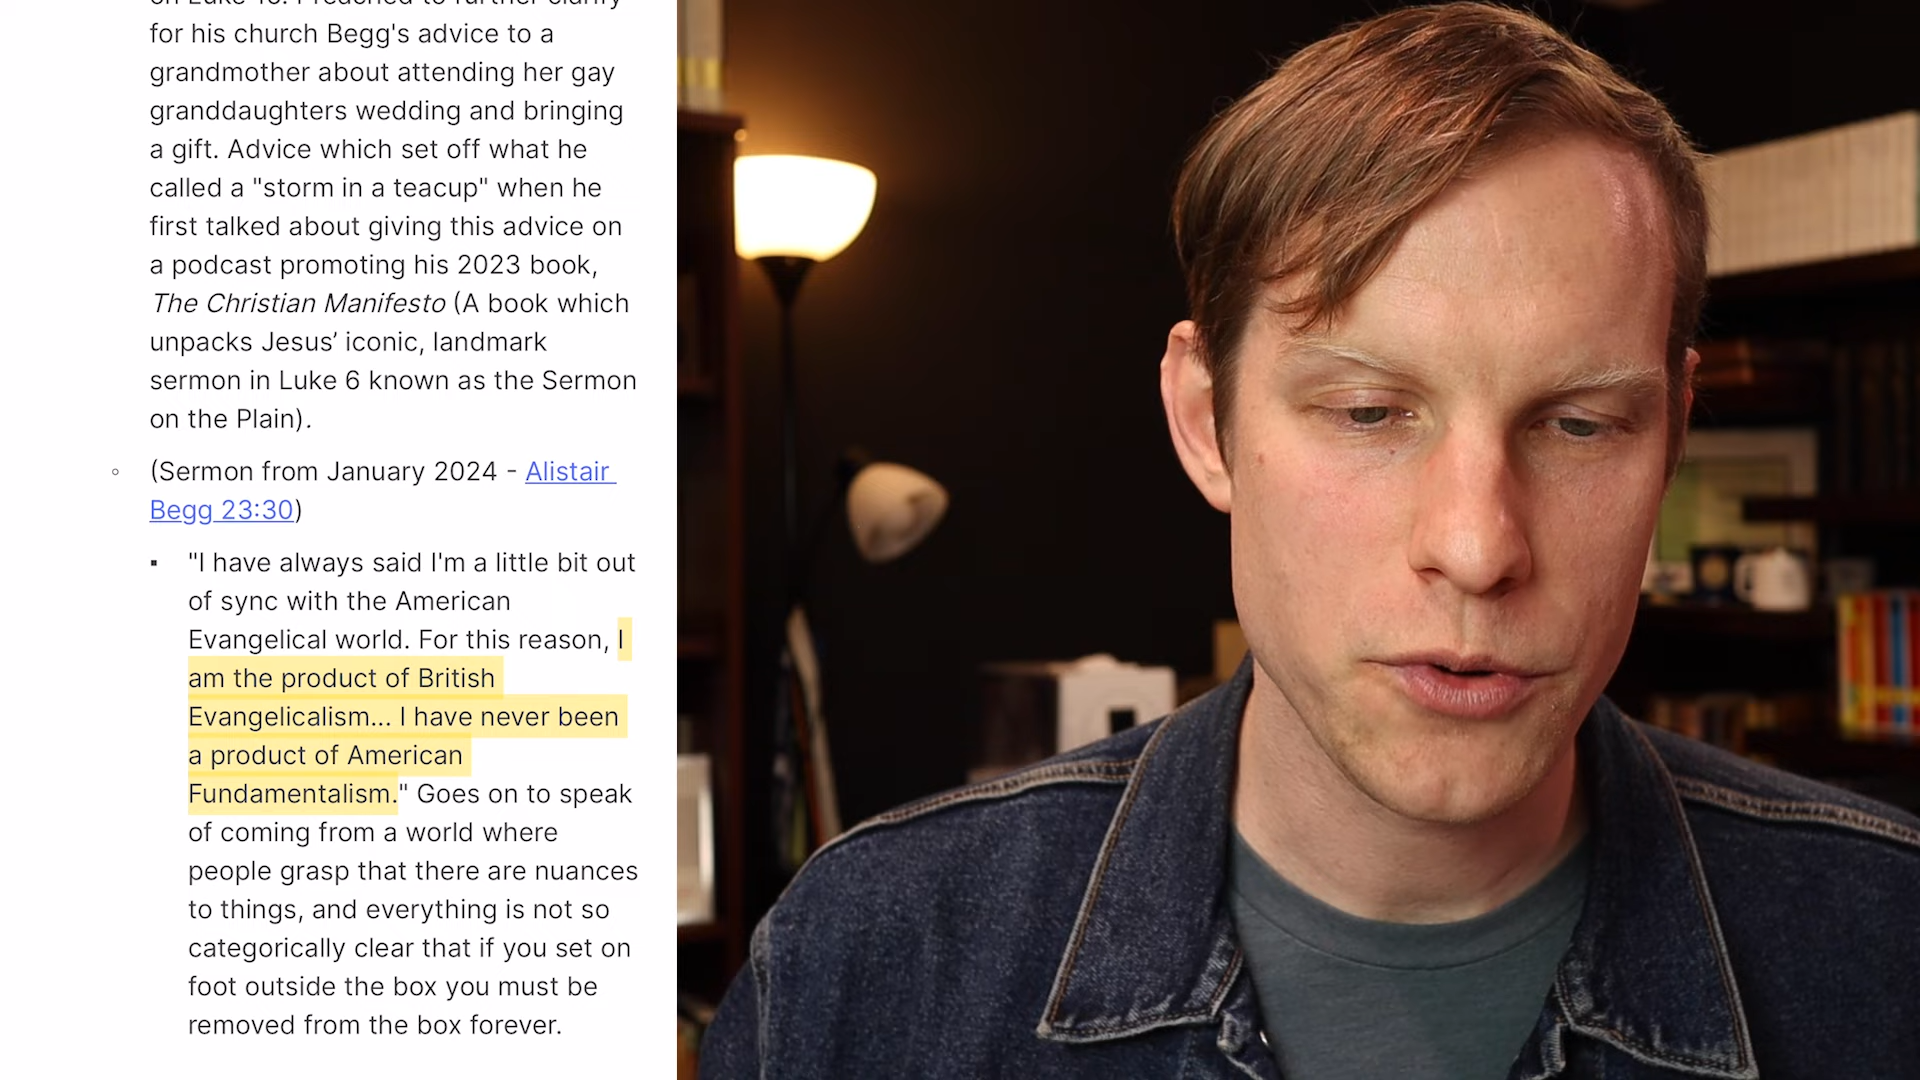 for his church Begg's advice to a
grandmother about attending her gay
granddaughters wedding and bringing
a gift. Advice which set off what he
called a "storm in a teacup" when he
first talked about giving this advice on
a podcast promoting his 2023 book,
The Christian Manifesto (A book which
unpacks Jesus’ iconic, landmark
sermon in Luke 6 known as the Sermon
on the Plain).
(Sermon from January 2024 - Alistair
Begg 23:30)
"I have always said I'm a little bit out
of sync with the American
Evangelical world. For this reason, I
am the product of British
Evangelicalism... I have never been
a product of American
Fundamentalism." Goes on to speak
of coming from a world where
people grasp that there are nuances
to things, and everything is not so
categorically clear that if you set on
foot outside the box you must be
removed from the box forever.